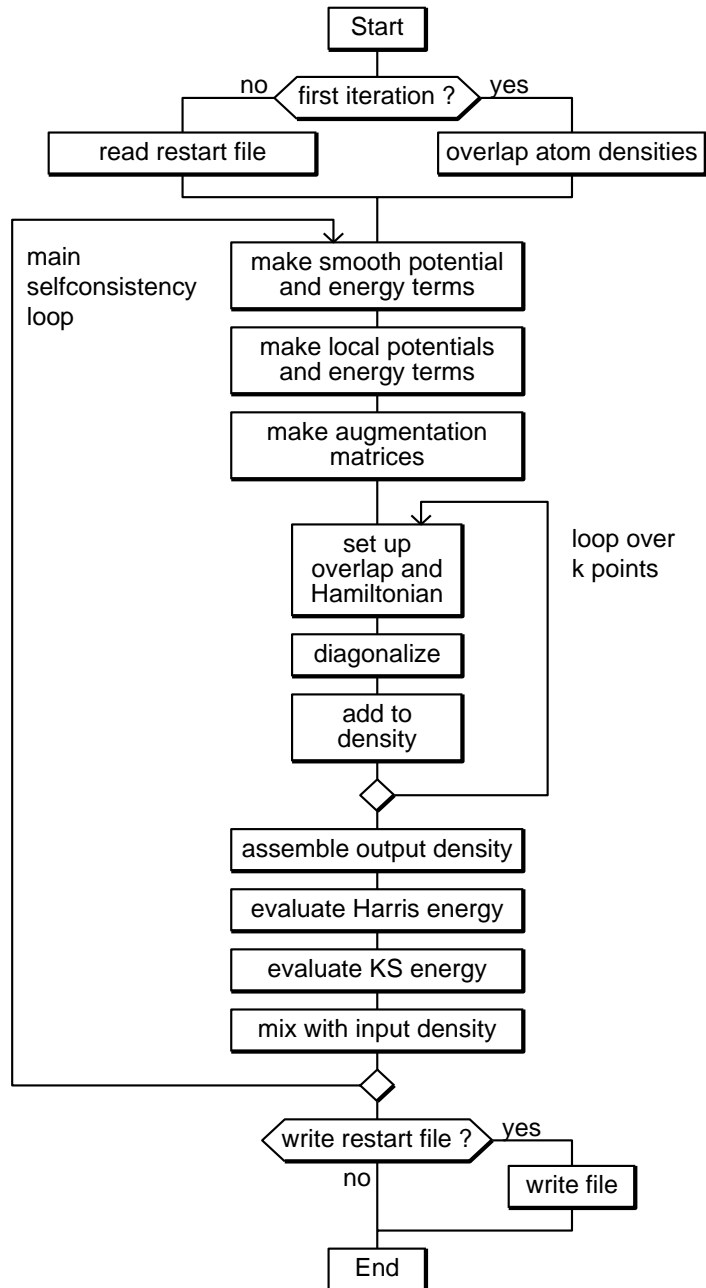 Start
no
first iteration ?
yes
read restart file
overlap atom densities
main
selfconsistency
loop
make smooth potential
and energy terms
make local potentials
and energy terms
make augmentation
matrices
set up
overlap and
Hamiltonian
loop over
k points
diagonalize
add to
density
assemble output density
evaluate Harris energy
evaluate KS energy
mix with input density
write restart file ?
yes
no
write file
End